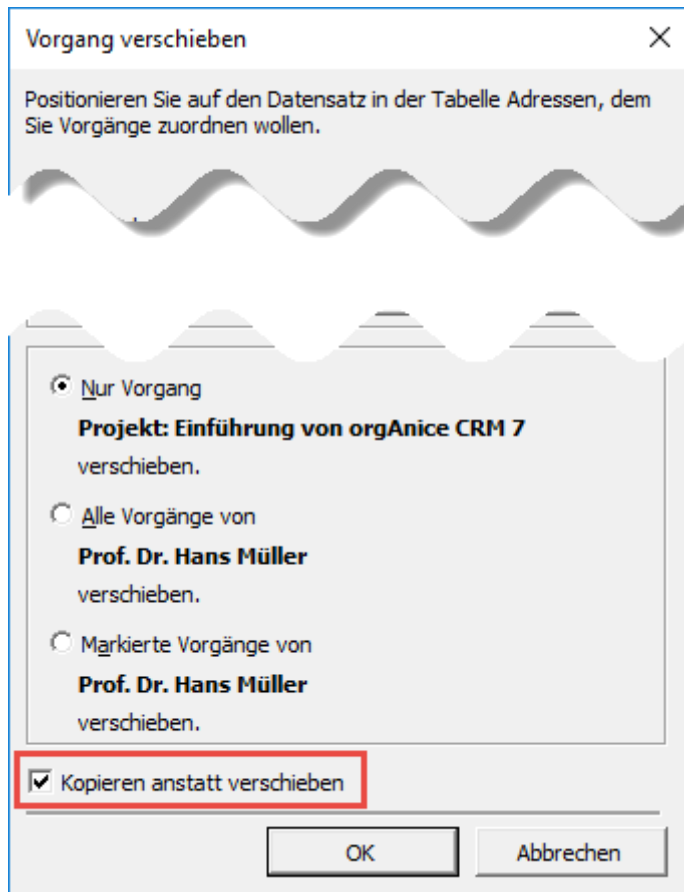 Vorgang verschieben
Positionieren Sie auf den Datensatz in der Tabelle Adressen, dem
Sie Vorgänge zuordnen wollen.
Nur Vorgang
Projekt: Einführung von orgAnice CRM 7
verschieben.
Alle Vorgänge von
Prof. Dr. Hans Müller
verschieben.
Markierte Vorgänge von
Prof. Dr. Hans Müller
verschieben.
Kopieren anstatt verschieben
OK
Abbrechen